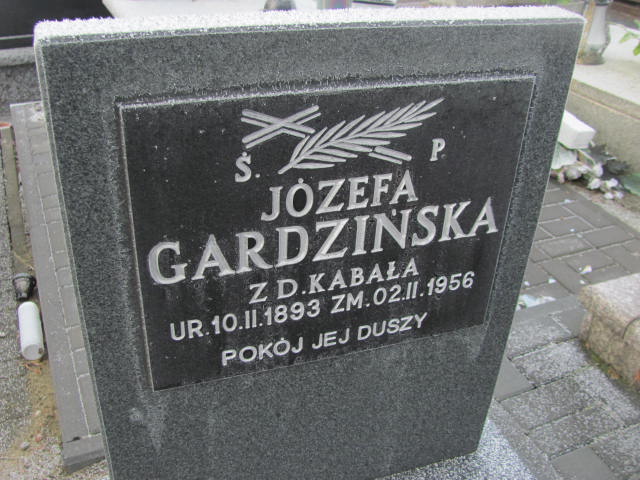 Ś. P.
JÓZEFA
GARDZIŃSKA
Z D. KABAŁA
UR. 10.II.1893 ZM. 02.II.1956
POKÓJ JEJ DUSZY